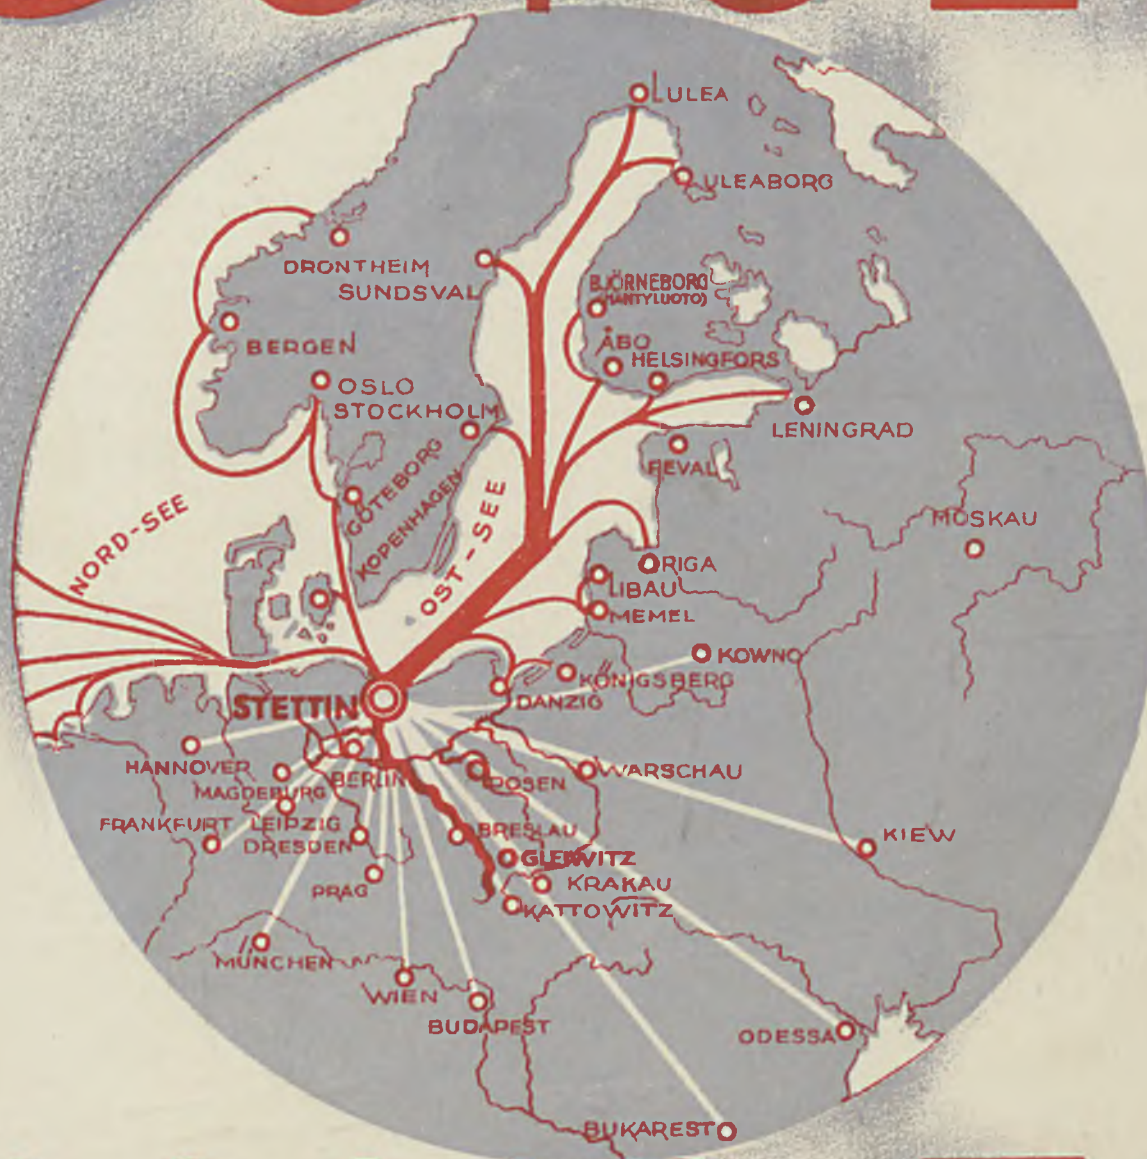 LULEA
ULEABORG
DRONTHEIM
SUNDSVAL
BJÖRNEBORG
(MÄNTYLUOTO)
BERGEN
ÅBO
HELSINGFORS
OSLO
STOCKHOLM
LENINGRAD
REVAL
GÖTEBORG
KOPENHAGEN
NORD-SEE
OST-SEE
MOSKAU
RIGA
LIBAU
MEMEL
KOWNO
KÖNIGSBERG
DANZIG
STETTIN
HANNOVER
BERLIN
POSEN
WARSCHAU
MAGDEBURG
FRANKFURT
LEIPZIG
DRESDEN
BRESLAU
KIEW
GLEIWITZ
PRAG
KRAKAU
KATTOWITZ
MÜNCHEN
WIEN
BUDAPEST
ODESSA
BUKAREST